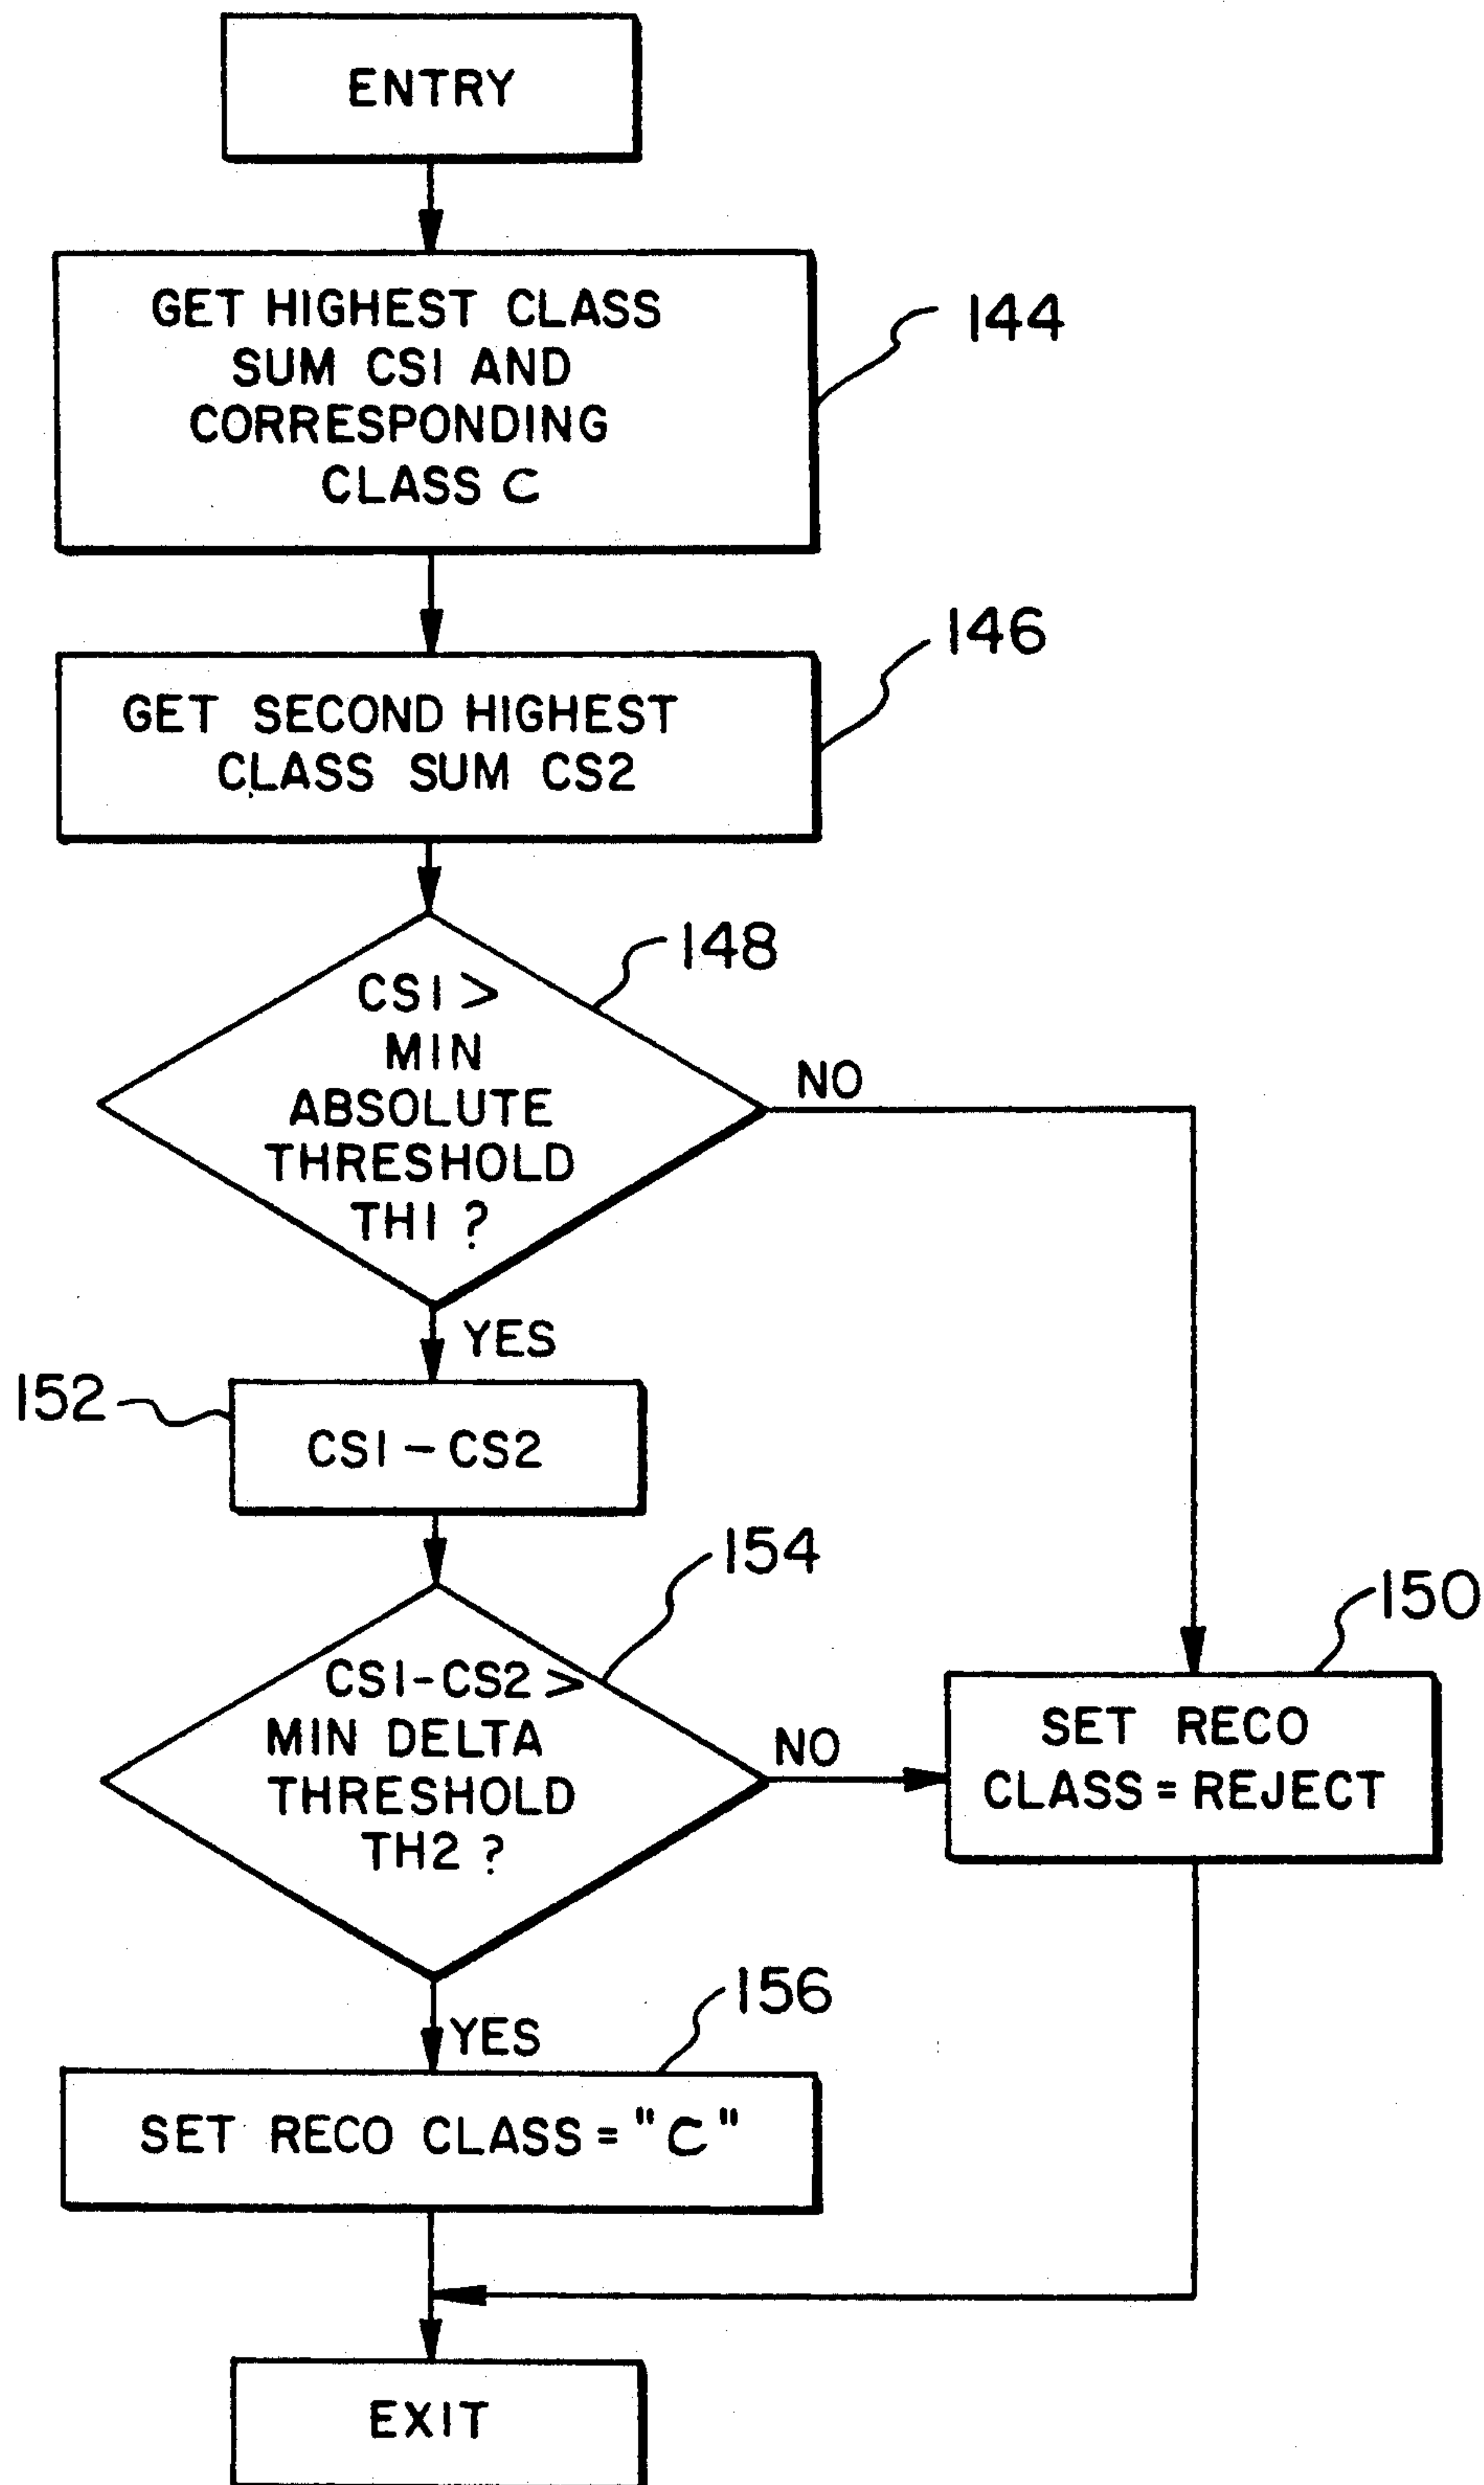 ENTRY
GET HIGHEST CLASS
SUM CS1 AND
CORRESPONDING
CLASS C
144
GET SECOND HIGHEST
CLASS SUM CS2
146
CS1 >
MIN
ABSOLUTE
THRESHOLD
TH1 ?
148
NO
YES
152
CS1 - CS2
154
CS1-CS2 >
MIN DELTA
THRESHOLD
TH2 ?
NO
150
SET RECO
CLASS = REJECT
YES
156
SET RECO CLASS = "C"
EXIT